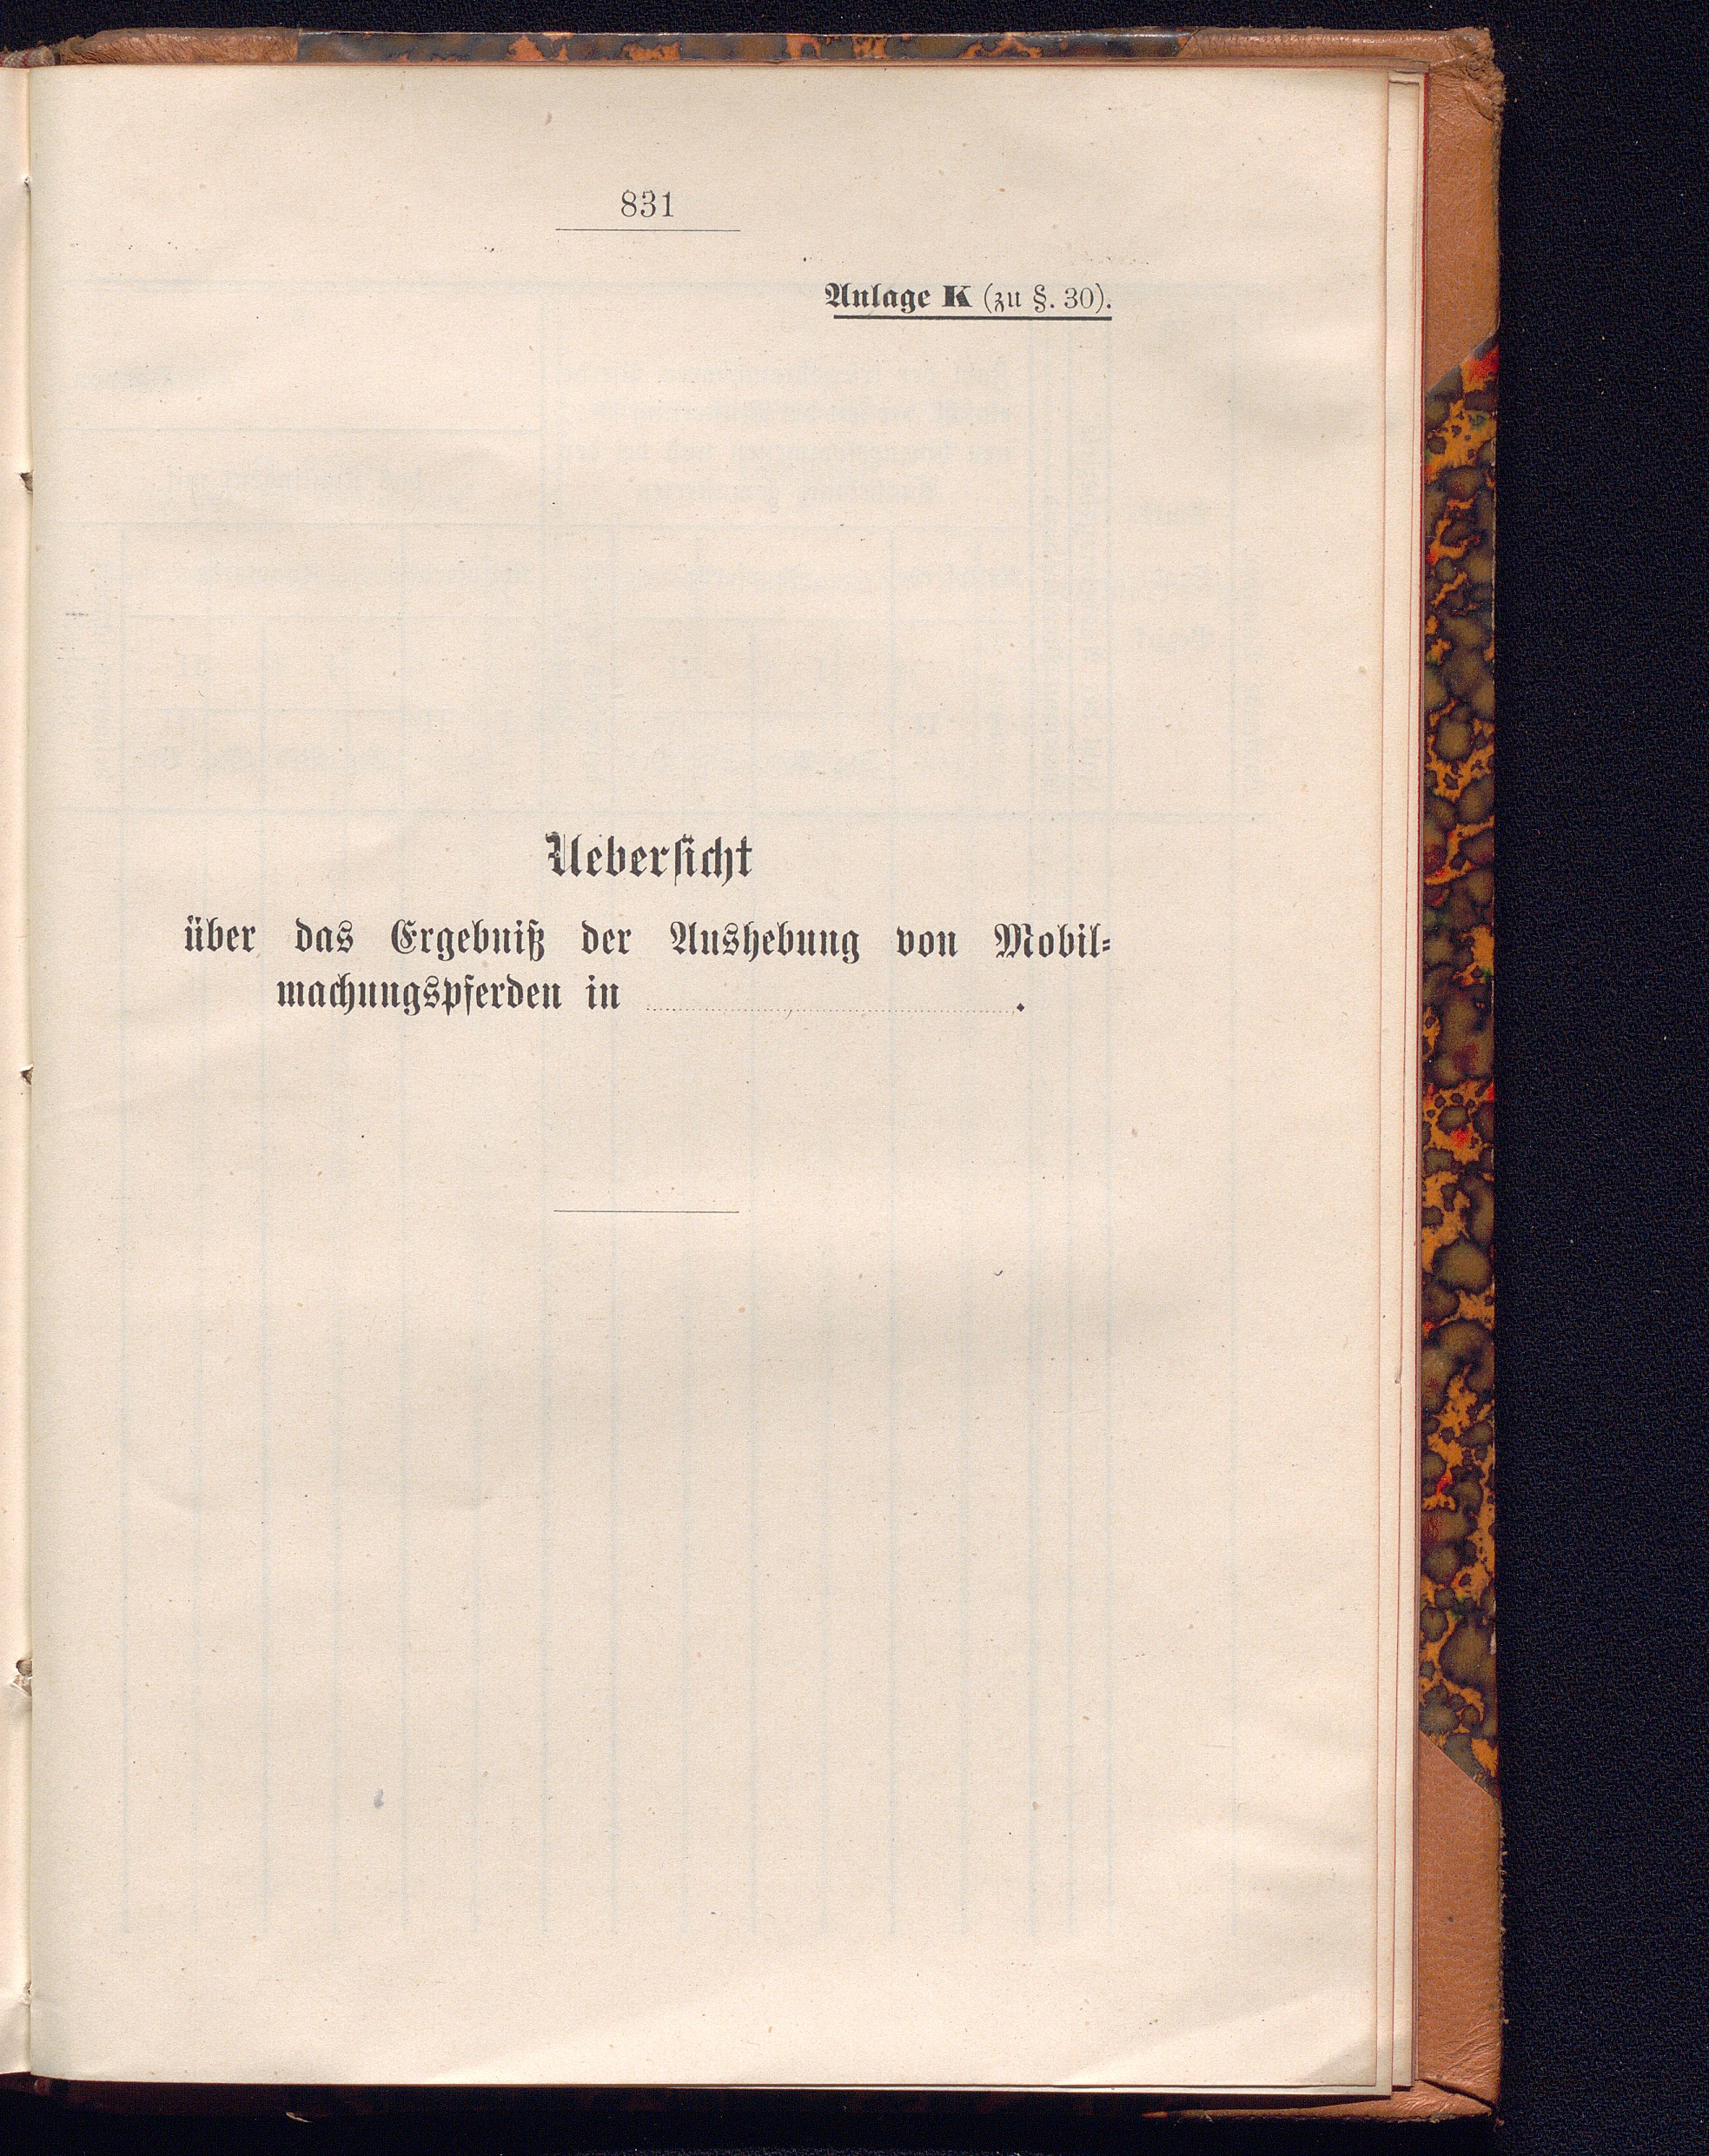 831
Anlage K (zu §. 30).
Uebersicht
über das Ergebniß der Aushebung von Mobil=
machungspferden in ........................................ .